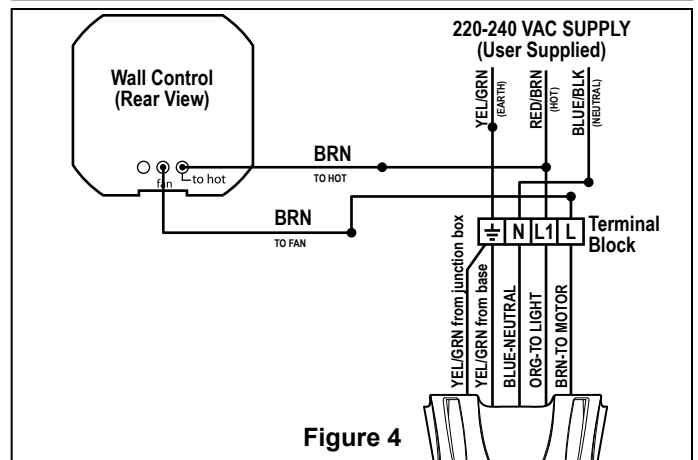 220-240 VAC SUPPLY
(User Supplied)
Wall Control
(Rear View)
YEL/GRN
(EARTH)
RED/BRN
(HOT)
BLUE/BLK
(NEUTRAL)
BRN
TO HOT
fan
to hot
BRN
TO FAN
N
L1
L
Terminal
Block
YEL/GRN from junction box
YEL/GRN from base
BLUE-NEUTRAL
ORG-TO LIGHT
BRN-TO MOTOR
Figure 4